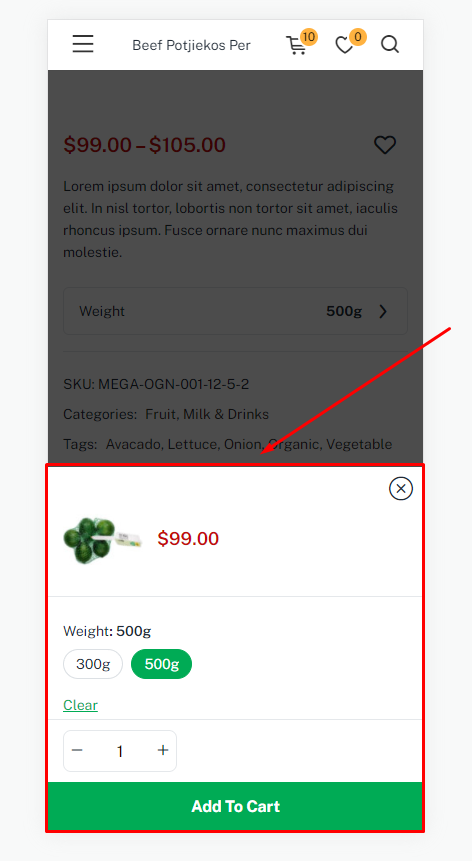 Beef Potjiekos Per
10
0
$99.00 – $105.00
Lorem ipsum dolor sit amet, consectetur adipiscing
elit. In nisl tortor, lobortis non tortor sit amet, iaculis
rhoncus ipsum. Fusce ornare nunc maximus dui
molestie.
Weight 500g
SKU: MEGA-OGN-001-12-5-2
Categories: Fruit, Milk & Drinks
Tags: Avacado, Lettuce, Onion, Organic, Vegetable
$99.00
Weight: 500g
300g 500g
Clear
− 1 +
Add To Cart